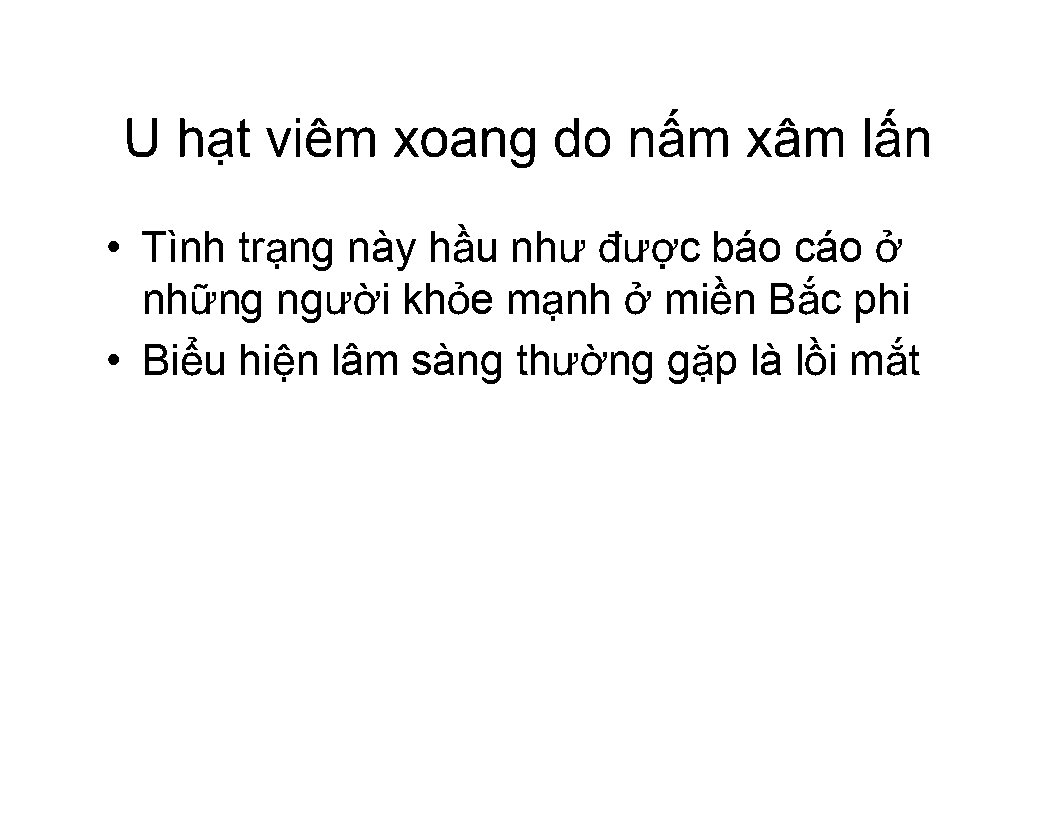 U hạt viêm xoang do nấm xâm lấn
• Tình trạng này hầu như được báo cáo ở
những người khỏe mạnh ở miền Bắc phi
• Biểu hiện lâm sàng thường gặp là lồi mắt